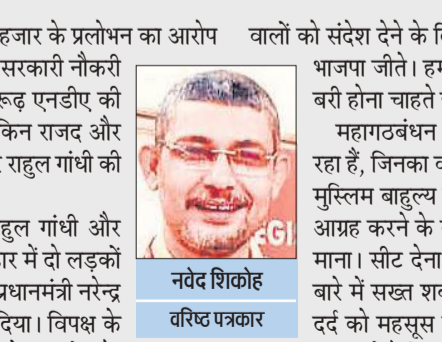 हजार के प्रलोभन का आरोप
सरकारी नौकरी
रूढ़ एनडीए की
किन राजद और
राहुल गांधी की
हुल गांधी और
में दो लड़कों
प्रधानमंत्री नरेन्द्र
दिया। विपक्ष के
EGI
नवेद शिकोह
वरिष्ठ पत्रकार
वालों को संदेश देने के
भाजपा जीते। हम
बरी होना चाहते
महागठबंधन
रहा हैं, जिनका
मुस्लिम बाहुल्य
आग्रह करने के
माना। सीट देना
बारे में सख्त
दर्द को महसूस